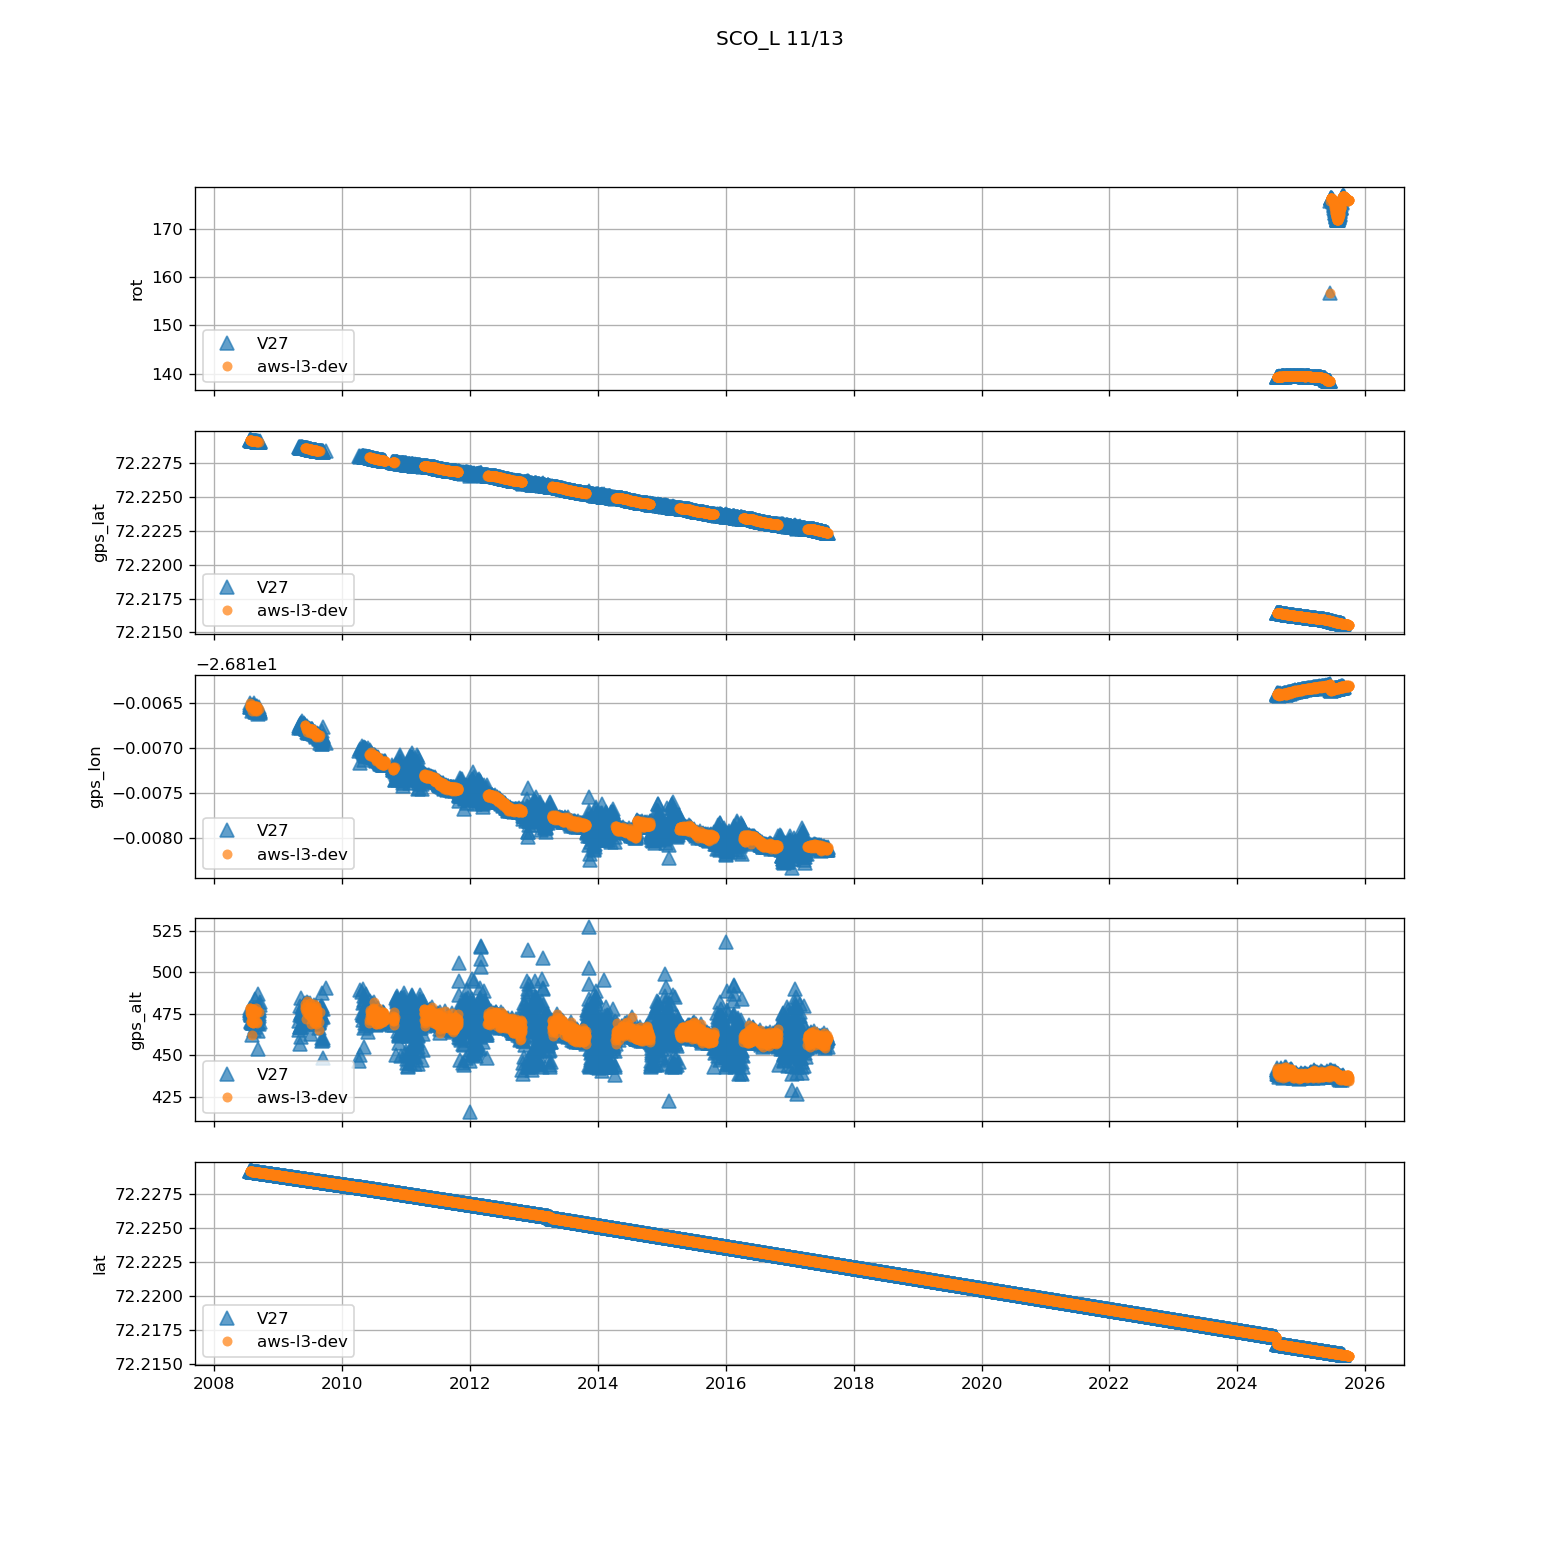 SCO_L 11/13
170
160
150
140
rot
V27
aws-l3-dev
72.2275
72.2250
72.2225
72.2200
72.2175
72.2150
gps_lat
V27
aws-l3-dev
−2.681e1
−0.0065
−0.0070
−0.0075
−0.0080
gps_lon
V27
aws-l3-dev
525
500
475
450
425
gps_alt
V27
aws-l3-dev
72.2275
72.2250
72.2225
72.2200
72.2175
72.2150
lat
V27
aws-l3-dev
2008 2010 2012 2014 2016 2018 2020 2022 2024 2026